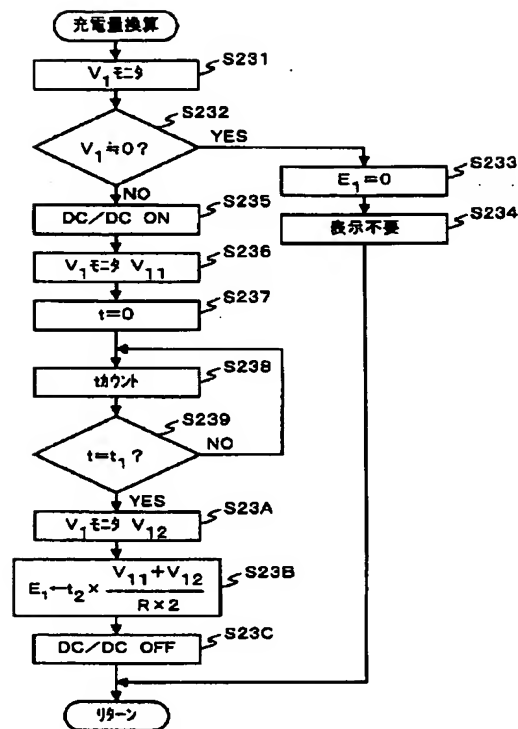 充電量換算
V₁モニタ
S231
V₁≒0?
S232
YES
NO
E₁=0
S233
表示不要
S234
DC/DC ON
S235
V₁モニタ V₁₁
S236
t=0
S237
tカウント
S238
t=t₁?
S239
NO
YES
V₁モニタ V₁₂
S23A
E₁←t₂×(V₁₁+V₁₂)/(R×2)
S23B
DC/DC OFF
S23C
リターン